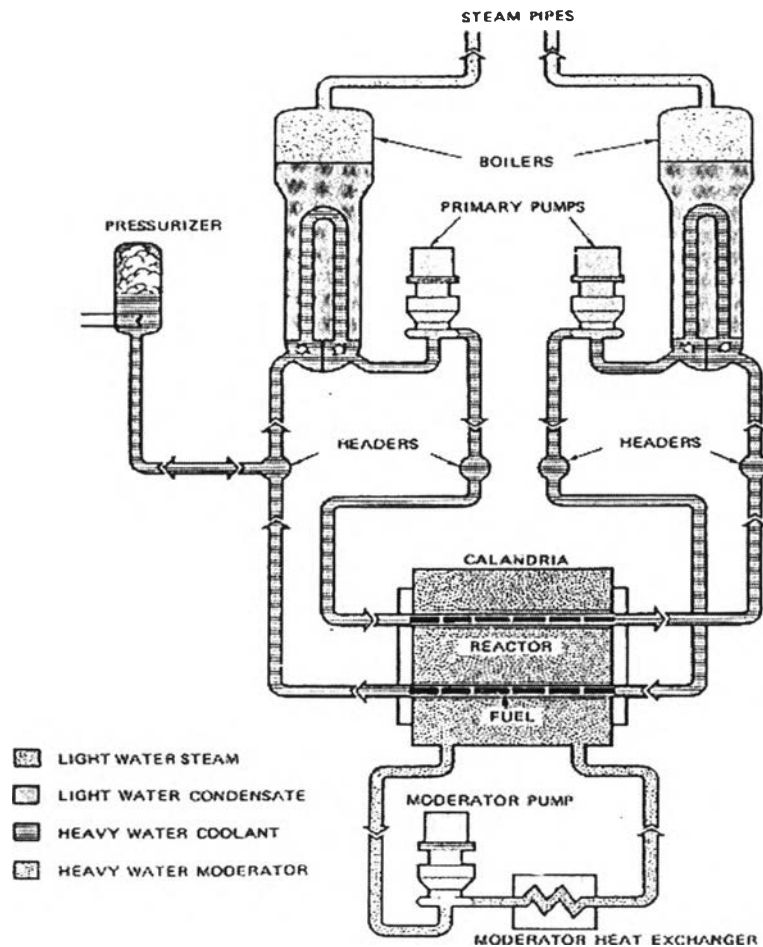 STEAM PIPES
BOILERS
PRIMARY PUMPS
PRESSURIZER
HEADERS
HEADERS
CALANDRIA
REACTOR
FUEL
LIGHT WATER STEAM
LIGHT WATER CONDENSATE
HEAVY WATER COOLANT
HEAVY WATER MODERATOR
MODERATOR PUMP
MODERATOR HEAT EXCHANGER